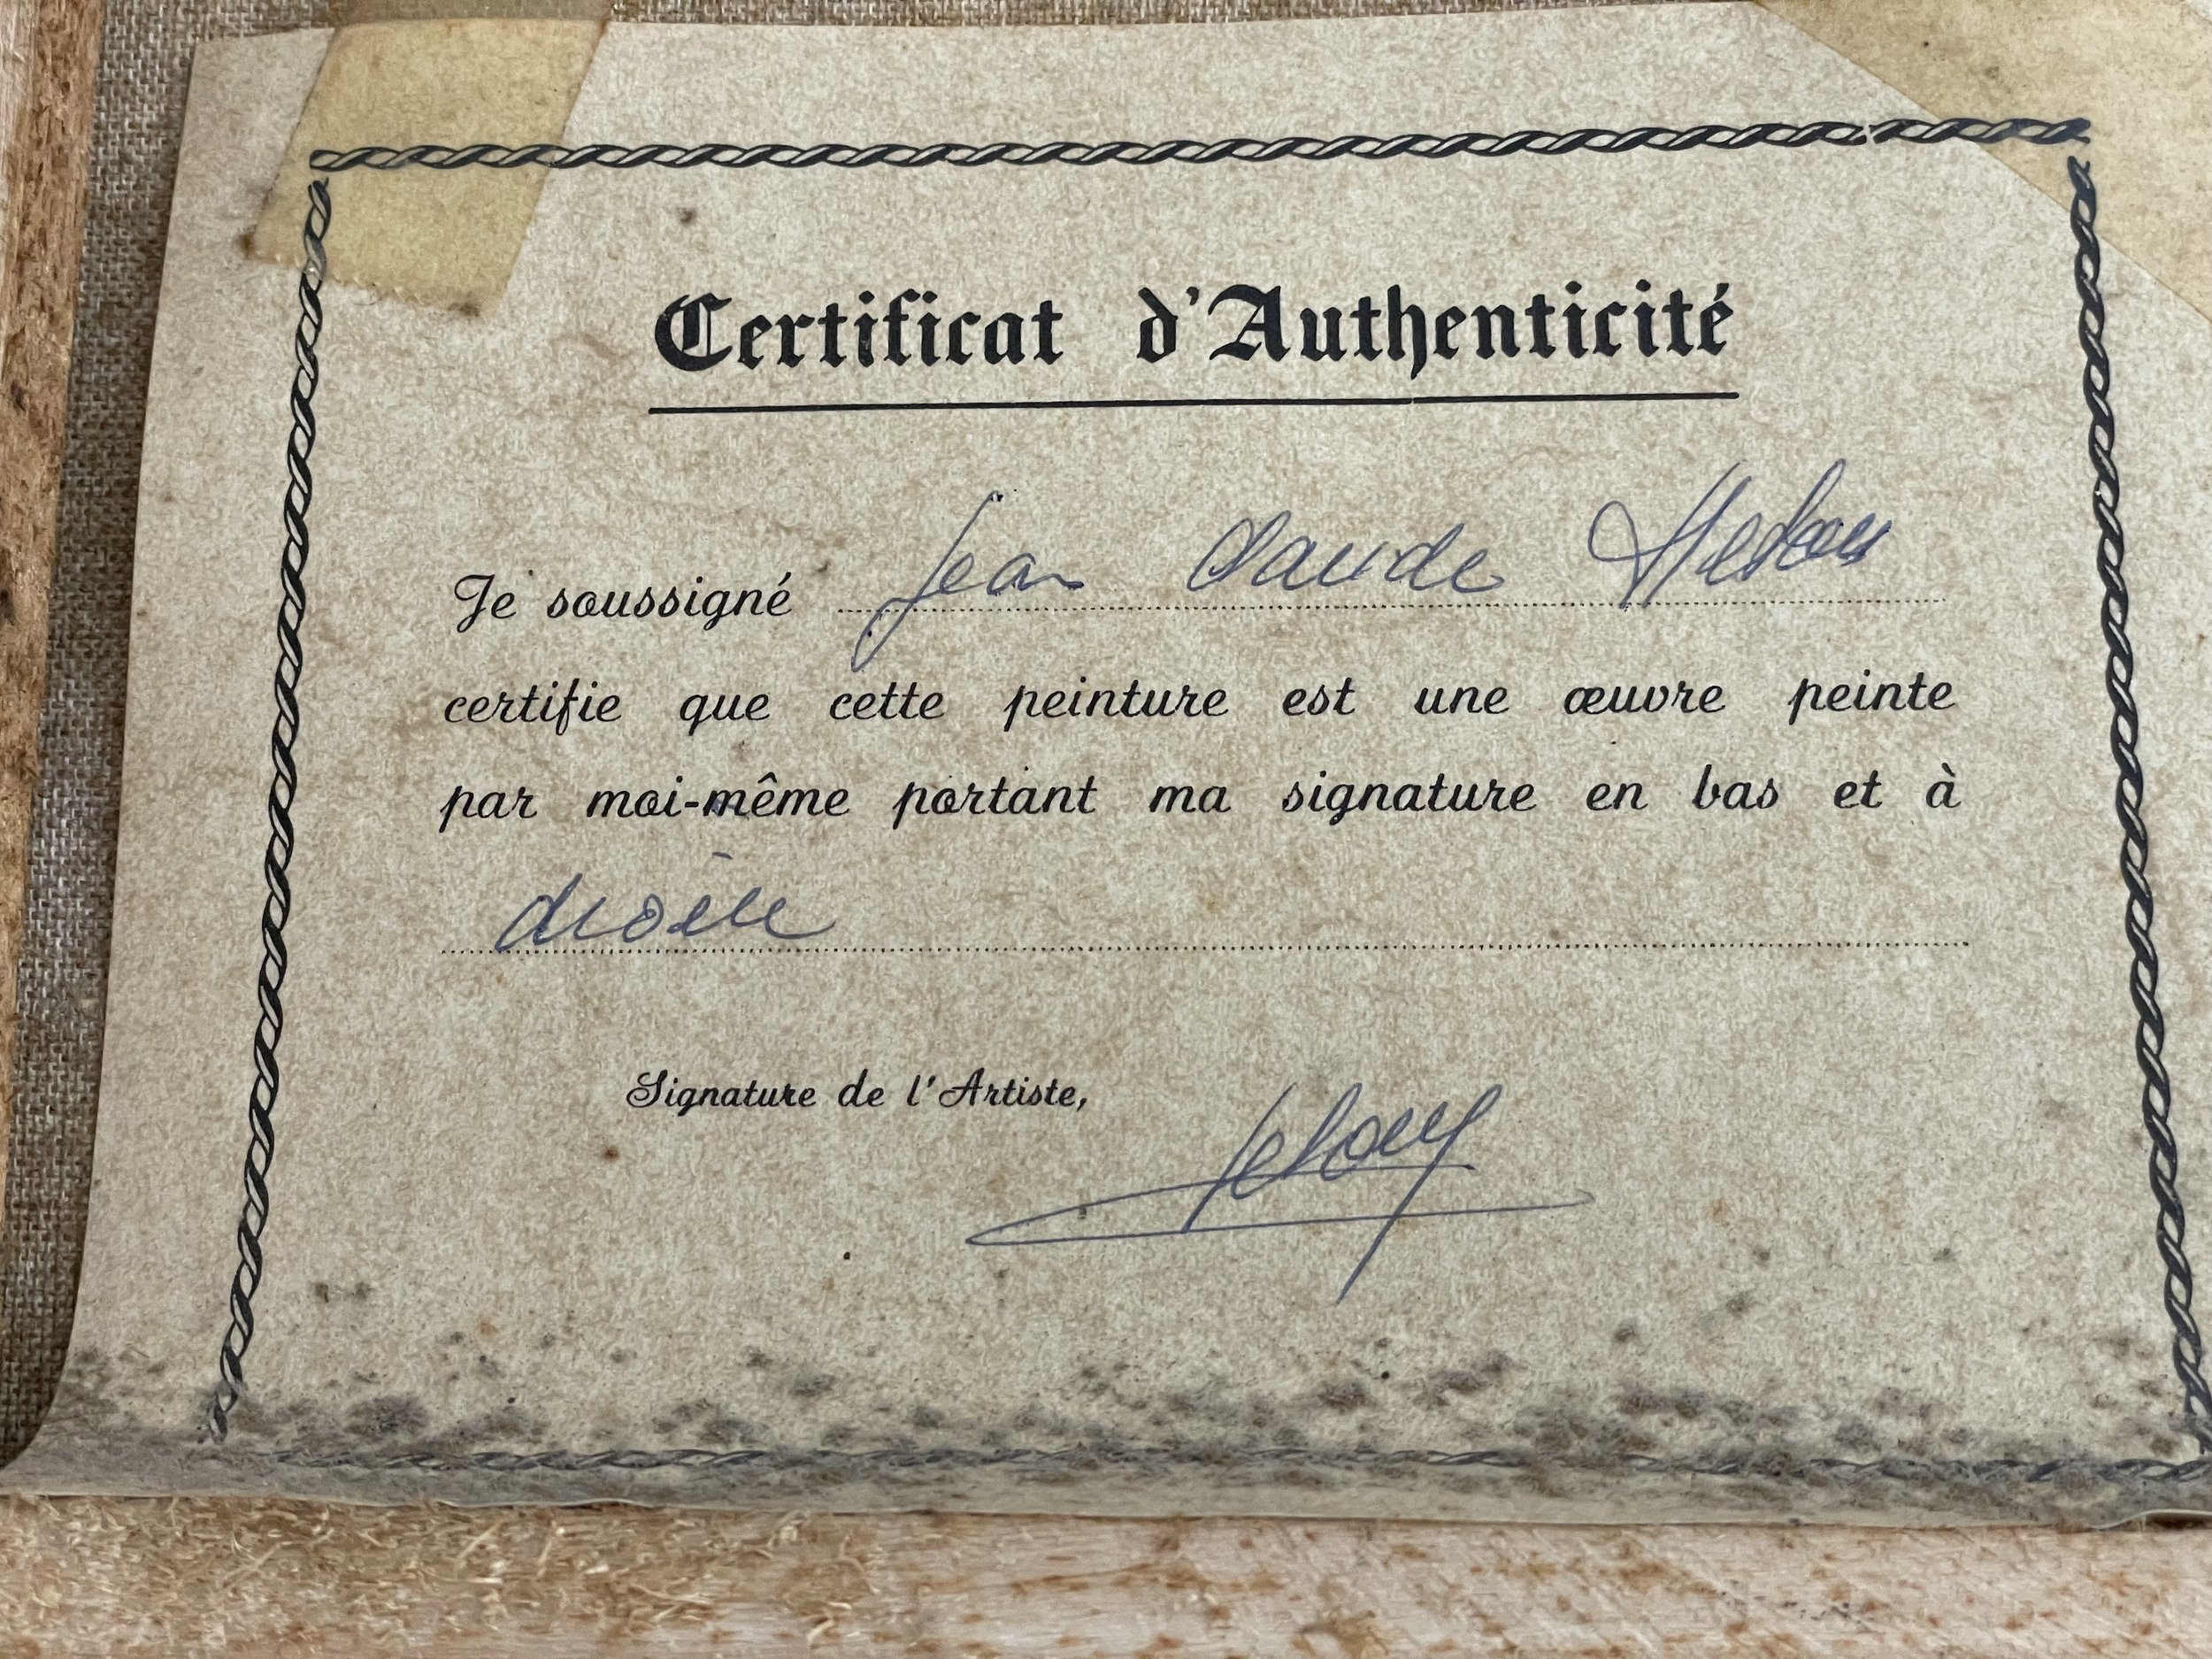 Certificat d'Authenticité
Je soussigné Jean Claude
certifie que cette peinture est une œuvre peinte
par moi-même portant ma signature en bas et à
droite
Signature de l'Artiste,